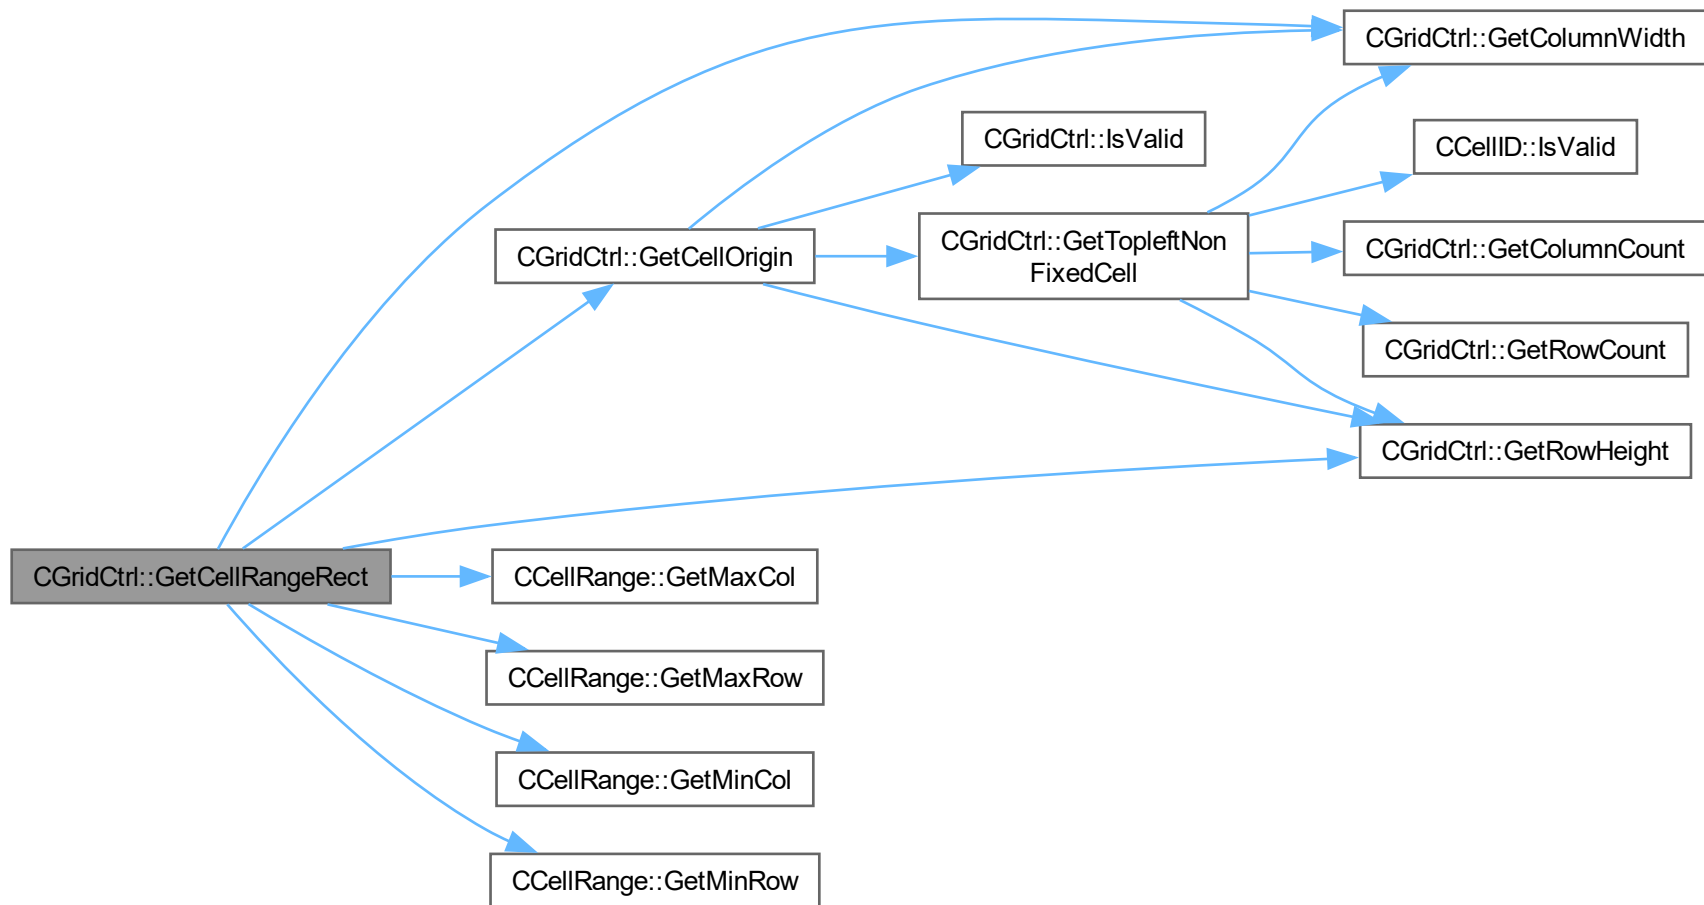 CGridCtrl::GetColumnWidth
CGridCtrl::IsValid
CCellID::IsValid
CGridCtrl::GetCellOrigin
CGridCtrl::GetTopleftNon
FixedCell
CGridCtrl::GetColumnCount
CGridCtrl::GetRowCount
CGridCtrl::GetRowHeight
CGridCtrl::GetCellRangeRect
CCellRange::GetMaxCol
CCellRange::GetMaxRow
CCellRange::GetMinCol
CCellRange::GetMinRow